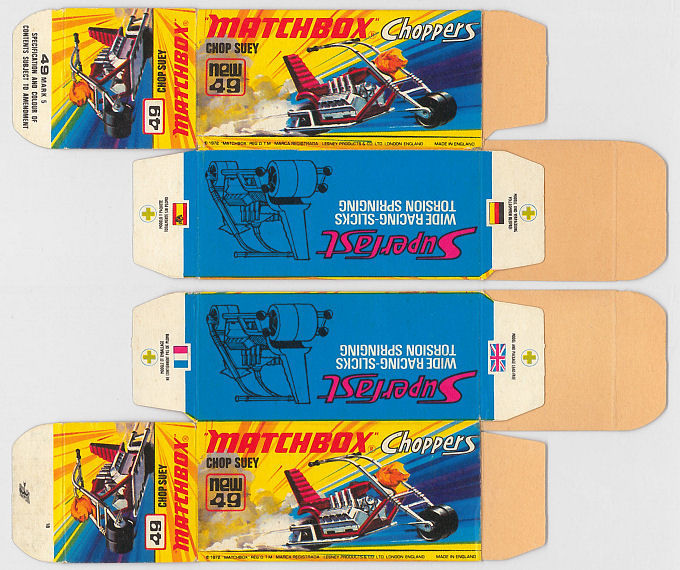 "MATCHBOX"® Choppers
CHOP SUEY
new
49
© 1972 "MATCHBOX" REG'D T M MARCA REGISTRADA LESNEY PRODUCTS & CO LTD. LONDON ENGLAND MADE IN ENGLAND
MATCHBOX®
49
CHOP SUEY
49 MARK 5
SPECIFICATION AND COLOUR OF
CONTENTS SUBJECT TO AMENDMENT
Superfast
WIDE RACING-SLICKS
TORSION SPRINGING
Superfast
WIDE RACING-SLICKS
TORSION SPRINGING
"MATCHBOX"® Choppers
CHOP SUEY
new
49
© 1972 "MATCHBOX" REG'D T M MARCA REGISTRADA LESNEY PRODUCTS & CO LTD. LONDON ENGLAND MADE IN ENGLAND
MATCHBOX®
49
CHOP SUEY